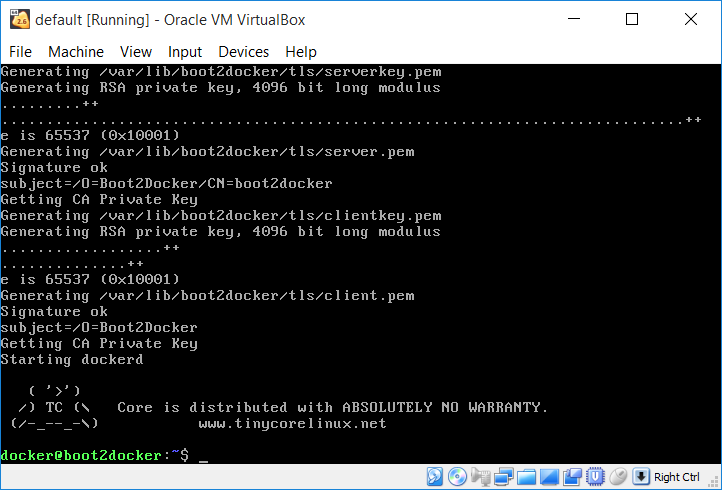 default [Running] - Oracle VM VirtualBox
File Machine View Input Devices Help
Generating /var/lib/boot2docker/tls/serverkey.pem
Generating RSA private key, 4096 bit long modulus
.........++
............................................................................++
e is 65537 (0x10001)
Generating /var/lib/boot2docker/tls/server.pem
Signature ok
subject=/O=Boot2Docker/CN=boot2docker
Getting CA Private Key
Generating /var/lib/boot2docker/tls/clientkey.pem
Generating RSA private key, 4096 bit long modulus
..................++
..............++
e is 65537 (0x10001)
Generating /var/lib/boot2docker/tls/client.pem
Signature ok
subject=/O=Boot2Docker
Getting CA Private Key
Starting dockerd
   ( '>')
  /) TC (\   Core is distributed with ABSOLUTELY NO WARRANTY.
 (/-_--_-\)           www.tinycorelinux.net
docker@boot2docker:~$ _
Right Ctrl